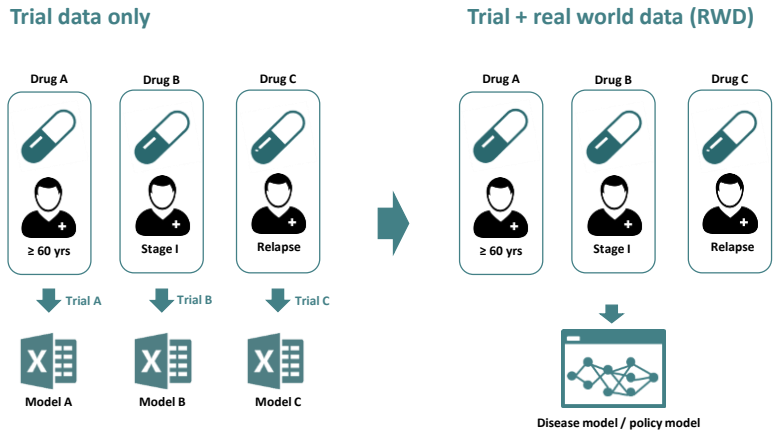 Trial data only
Trial + real world data (RWD)
Drug A
Drug B
Drug C
≥ 60 yrs
Stage I
Relapse
Trial A
Trial B
Trial C
X
X
X
Model A
Model B
Model C
Drug A
Drug B
Drug C
≥ 60 yrs
Stage I
Relapse
Disease model / policy model